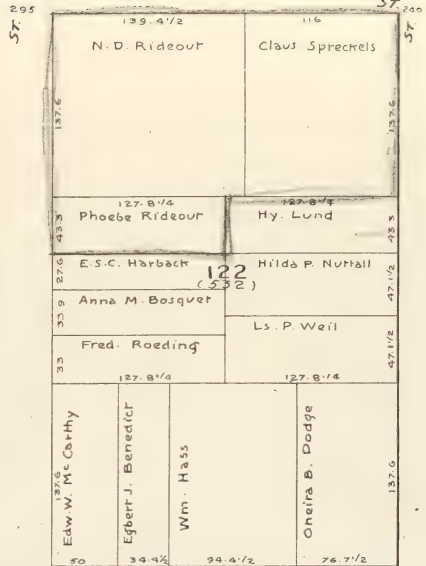 295
St.
St.
240
St.
139.4 1/2
116
N. D. Rideout
Claus Spreckels
137.6
137.6
127.8 1/4
127.8 1/4
Phoebe Rideout
Hy. Lund
43.3
43.3
E.S.C. Harback
122
(532)
Hilda P. Nuttall
27.6
47.1 1/2
Anna M. Bosquet
33 9
Ls. P. Weil
Fred. Roeding
33
47.1 1/2
127.8 1/4
127.8 1/4
Edw. W. McCarthy
Egbert J. Benedict
Wm. Hass
Oneira B. Dodge
137.6
137.6
50
34.4 1/2
94.4 1/2
76.7 1/2